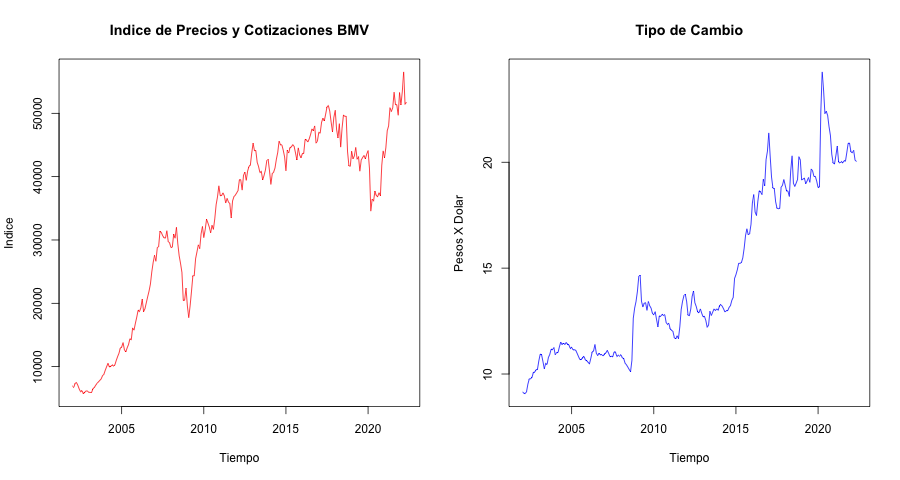 Indice de Precios y Cotizaciones BMV
Indice
50000
40000
30000
20000
10000
2005 2010 2015 2020
Tiempo
Tipo de Cambio
Pesos X Dolar
20
15
10
2005 2010 2015 2020
Tiempo